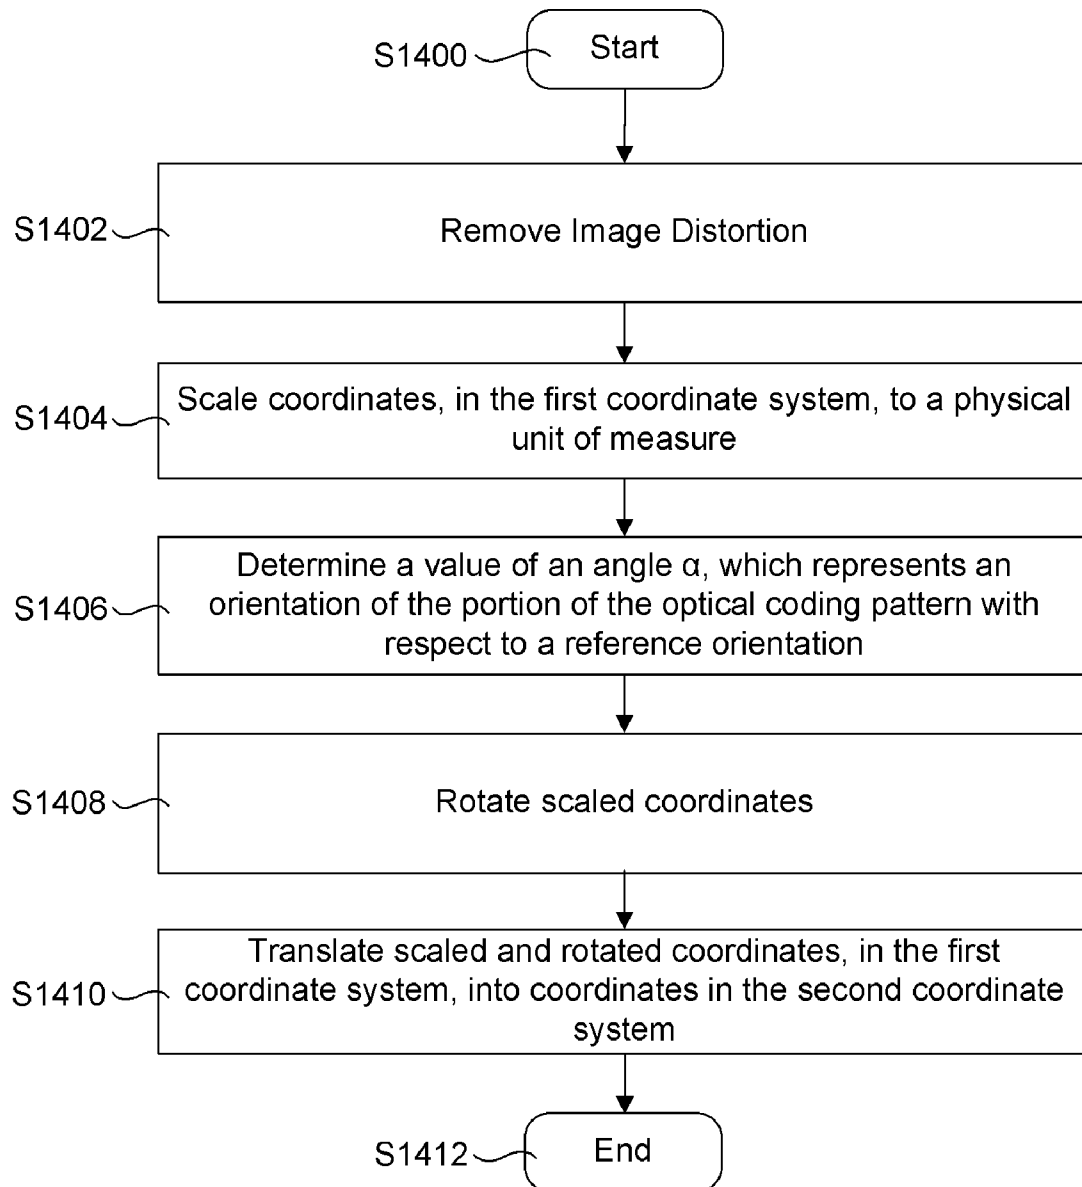 S1400
Start
S1402
Remove Image Distortion
S1404
Scale coordinates, in the first coordinate system, to a physical
unit of measure
S1406
Determine a value of an angle α, which represents an
orientation of the portion of the optical coding pattern with
respect to a reference orientation
S1408
Rotate scaled coordinates
S1410
Translate scaled and rotated coordinates, in the first
coordinate system, into coordinates in the second coordinate
system
S1412
End